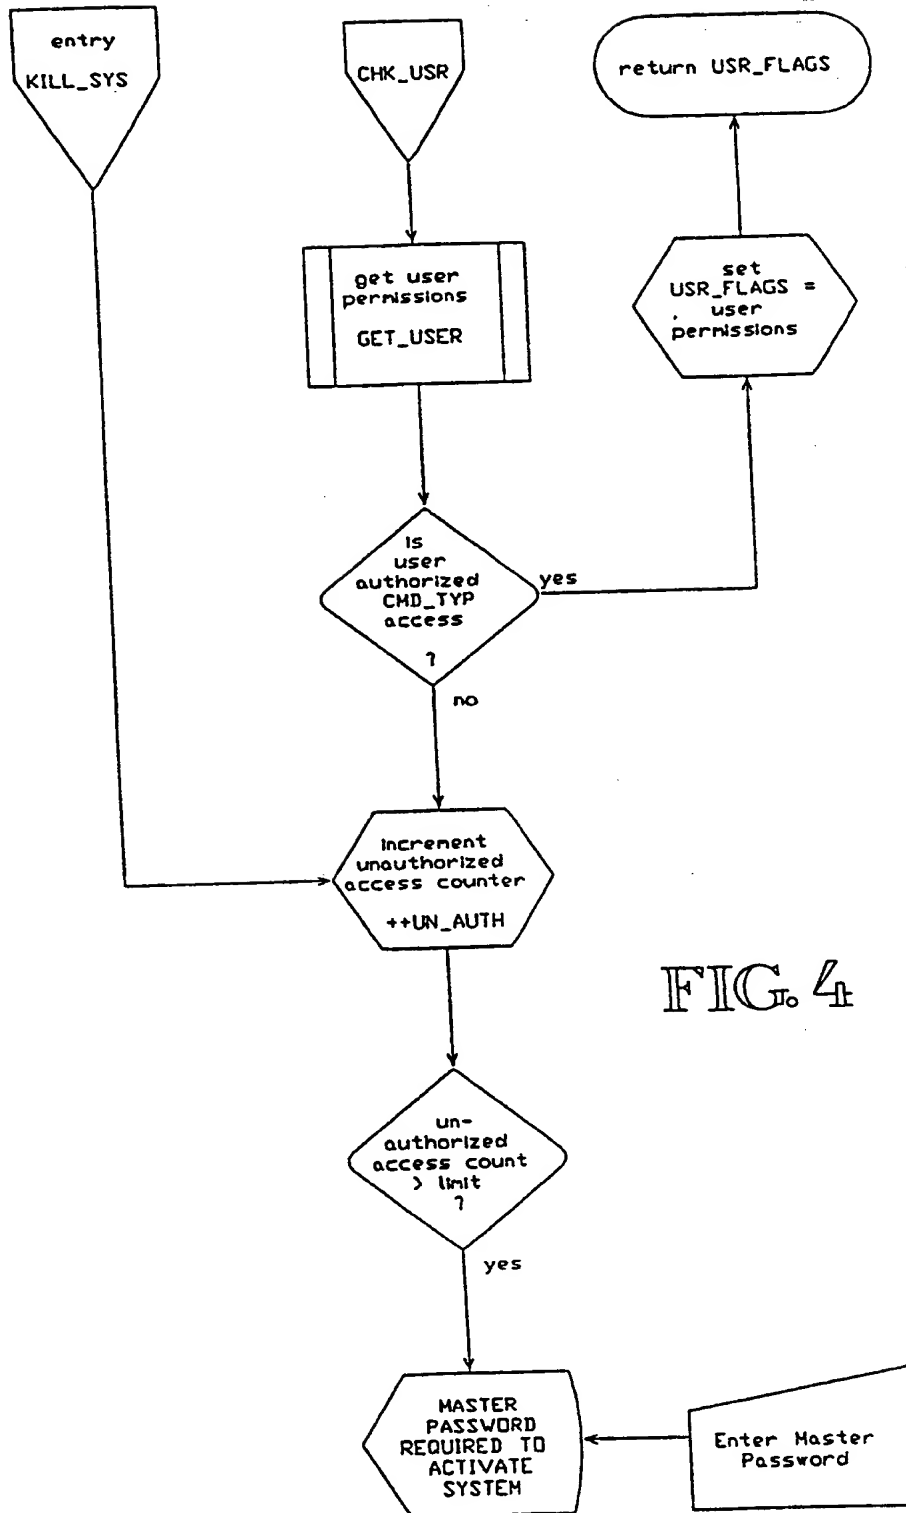 entry
KILL_SYS
CHK_USR
return USR_FLAGS
get user
permissions
GET_USER
set
USR_FLAGS =
user
permissions
Is
user
authorized
CMD_TYP
access
?
yes
no
Increment
unauthorized
access counter
++UN_AUTH
FIG. 4
un-
authorized
access count
> limit
?
yes
MASTER
PASSWORD
REQUIRED TO
ACTIVATE
SYSTEM
Enter Master
Password